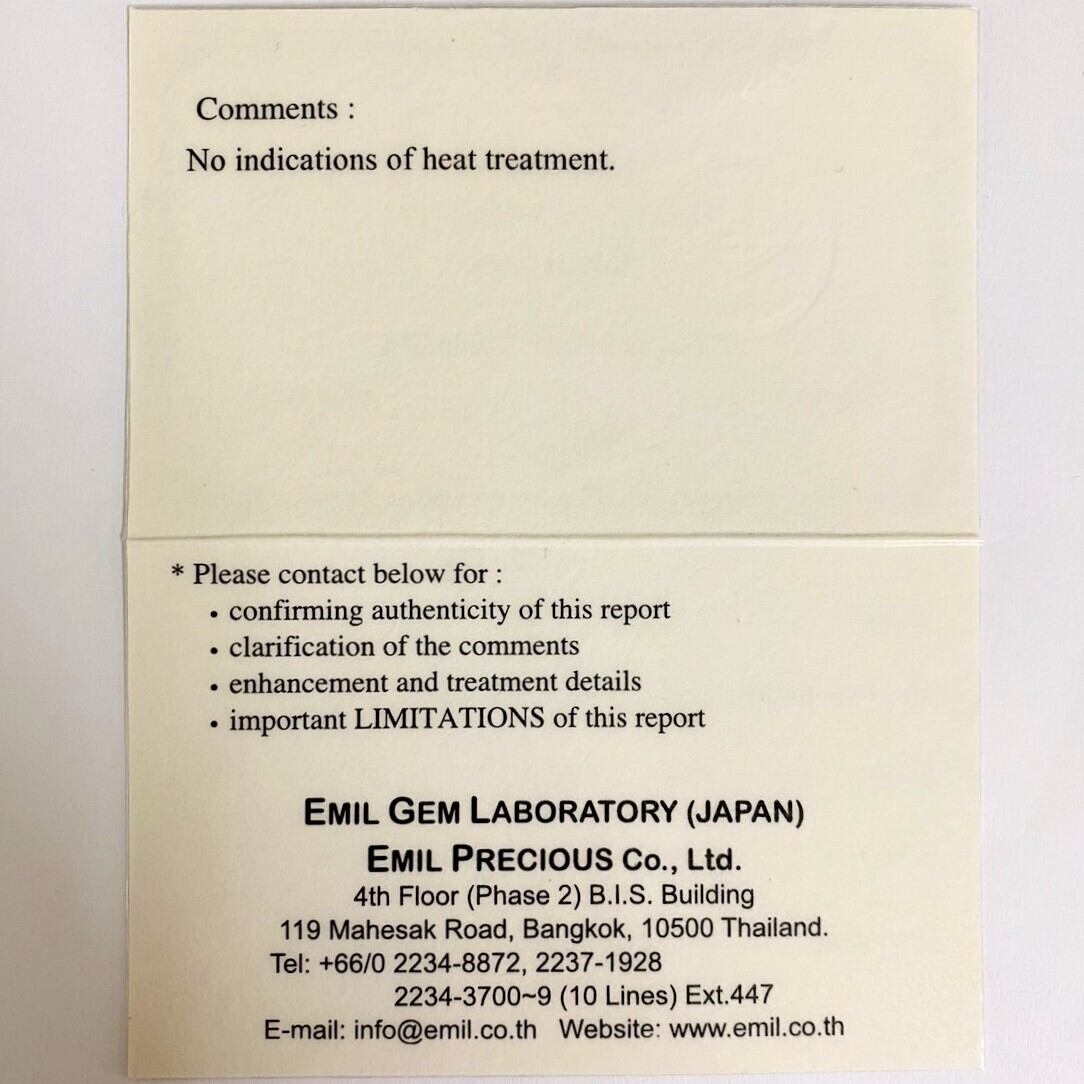 Comments :
No indications of heat treatment.
* Please contact below for :
• confirming authenticity of this report
• clarification of the comments
• enhancement and treatment details
• important LIMITATIONS of this report
EMIL GEM LABORATORY (JAPAN)
EMIL PRECIOUS Co., Ltd.
4th Floor (Phase 2) B.I.S. Building
119 Mahesak Road, Bangkok, 10500 Thailand.
Tel: +66/0 2234-8872, 2237-1928
2234-3700~9 (10 Lines) Ext.447
E-mail: info@emil.co.th Website: www.emil.co.th